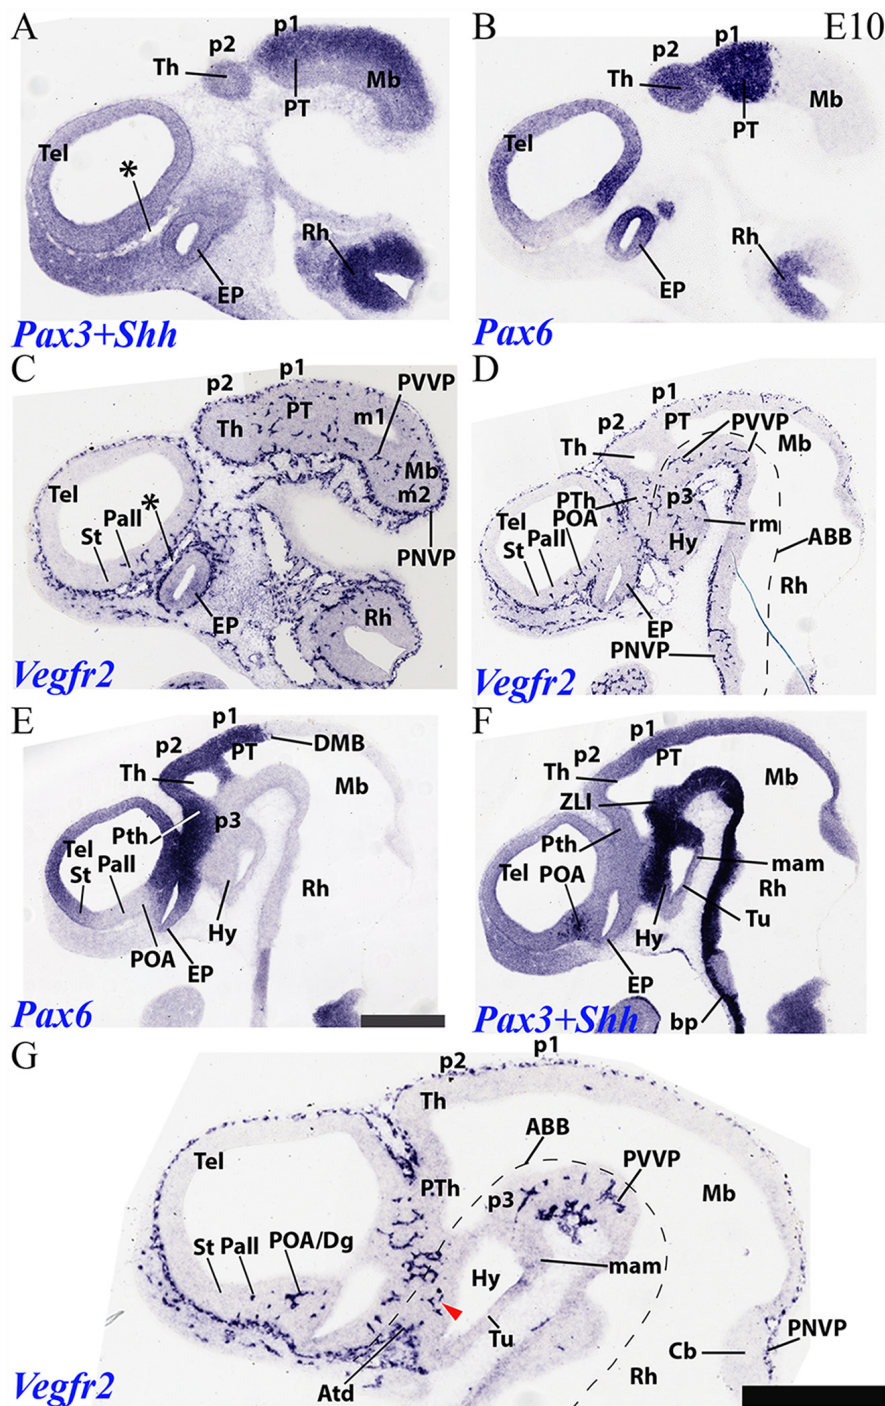 A
p2
p1
Th
PT
Mb
Tel
*
Rh
EP
Pax3+Shh
B
E10
p2
p1
Th
PT
Mb
Tel
Rh
EP
Pax6
C
p2
p1
PVVP
Th
PT
m1
Mb
m2
Tel
Pall
St
*
PNVP
EP
Rh
Vegfr2
D
p2
p1
PT
PVVP
Th
Mb
PTh
p3
POA
Tel
Pall
St
rm
Hy
ABB
Rh
EP
PNVP
Vegfr2
E
p2
p1
PT
DMB
Th
Mb
Pth
p3
Tel
St
Pall
Rh
Hy
POA
EP
Pax6
F
p2
p1
PT
Th
Mb
ZLI
Pth
mam
Tel
POA
Rh
Tu
Hy
EP
bp
Pax3+Shh
G
p2
p1
Th
ABB
Tel
PVVP
PTh
p3
Mb
St
Pall
POA/Dg
Hy
mam
Tu
Cb
PNVP
Rh
Atd
Vegfr2